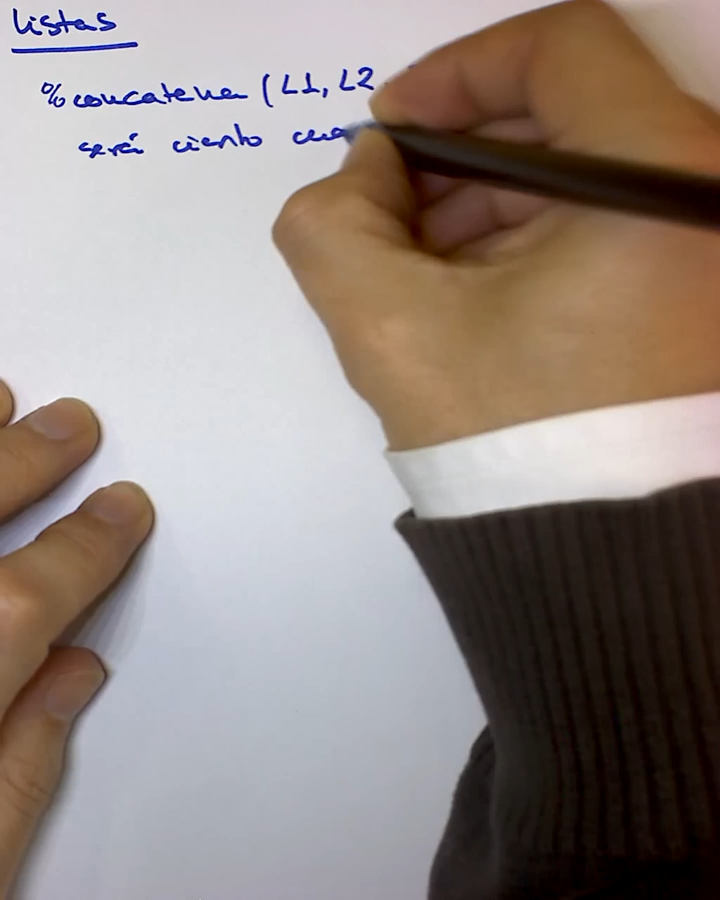 Listas
% concatena (L1, L2
será cierto